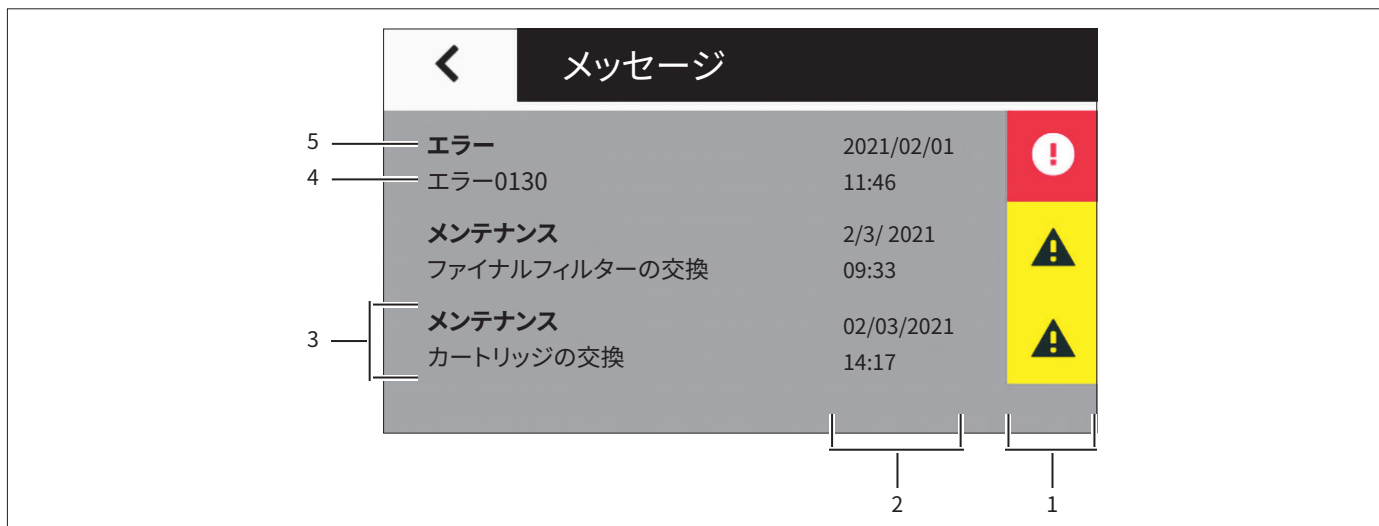 メッセージ
5 エラー 2021/02/01
4 エラー0130 11:46
メンテナンス 2/3/ 2021
ファイナルフィルターの交換 09:33
3 メンテナンス 02/03/2021
カートリッジの交換 14:17
2 1